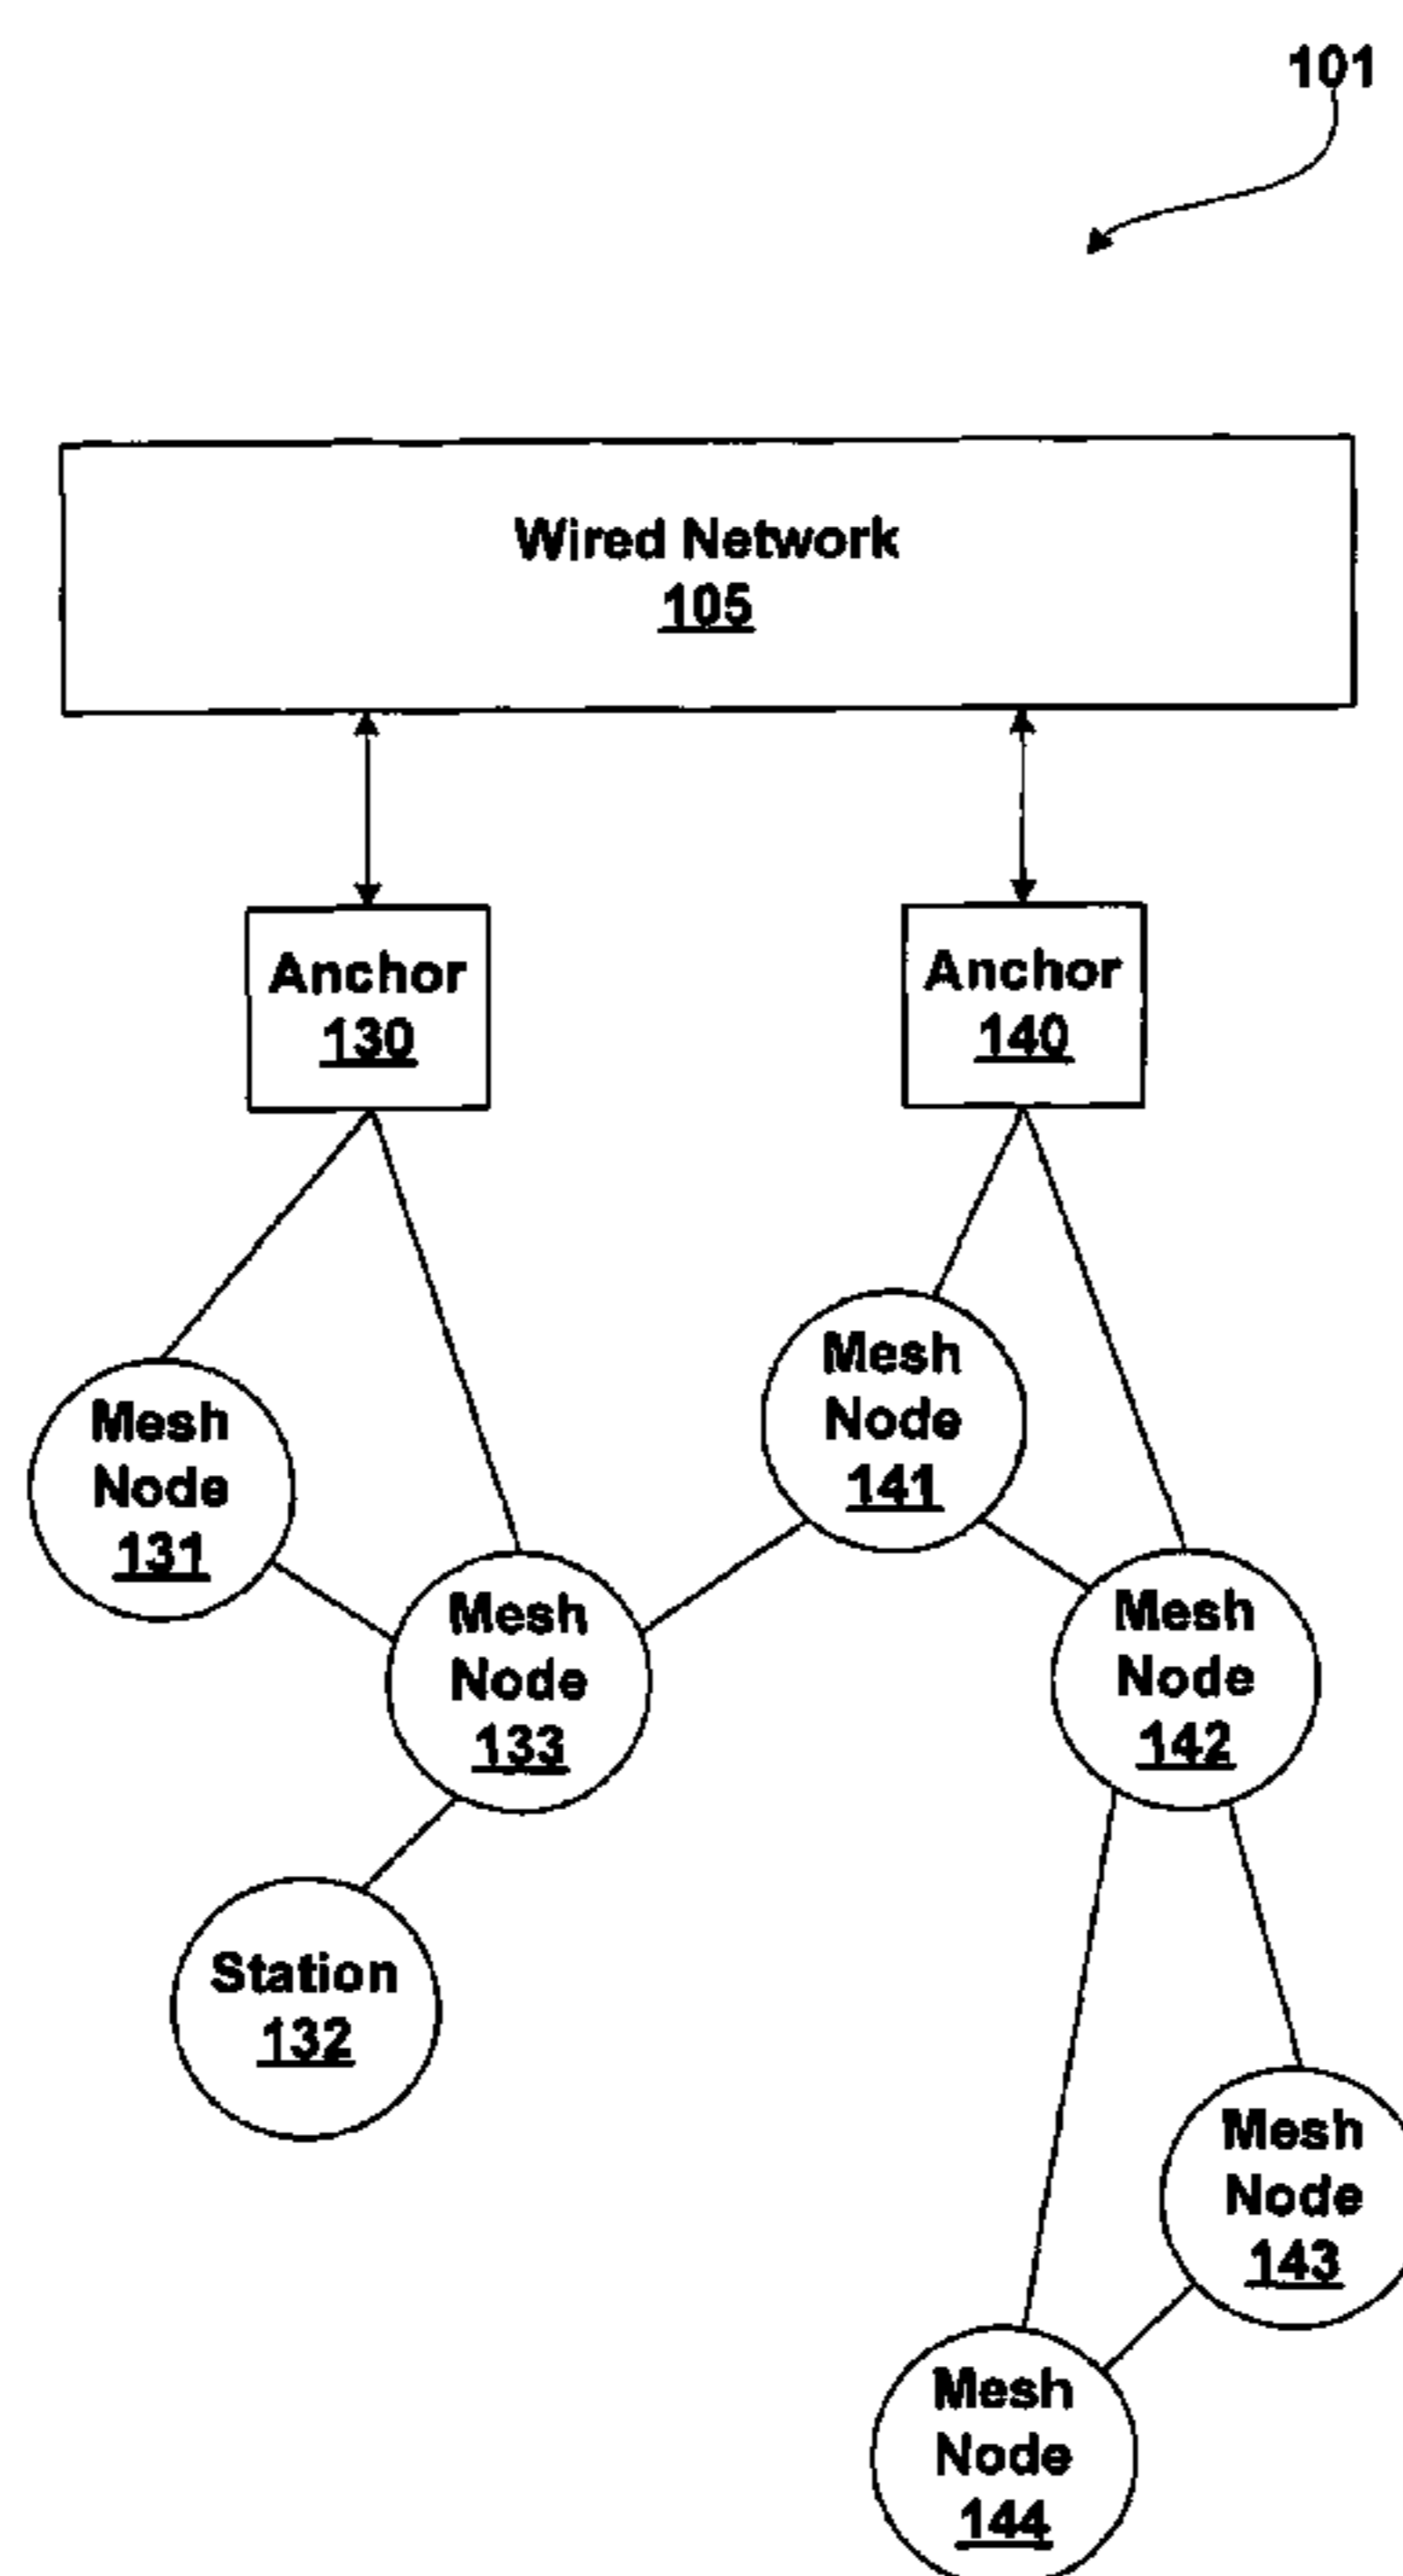 101
Wired Network
105
Anchor
130
Anchor
140
Mesh
Node
141
Mesh
Node
131
Mesh
Node
133
Mesh
Node
142
Station
132
Mesh
Node
143
Mesh
Node
144